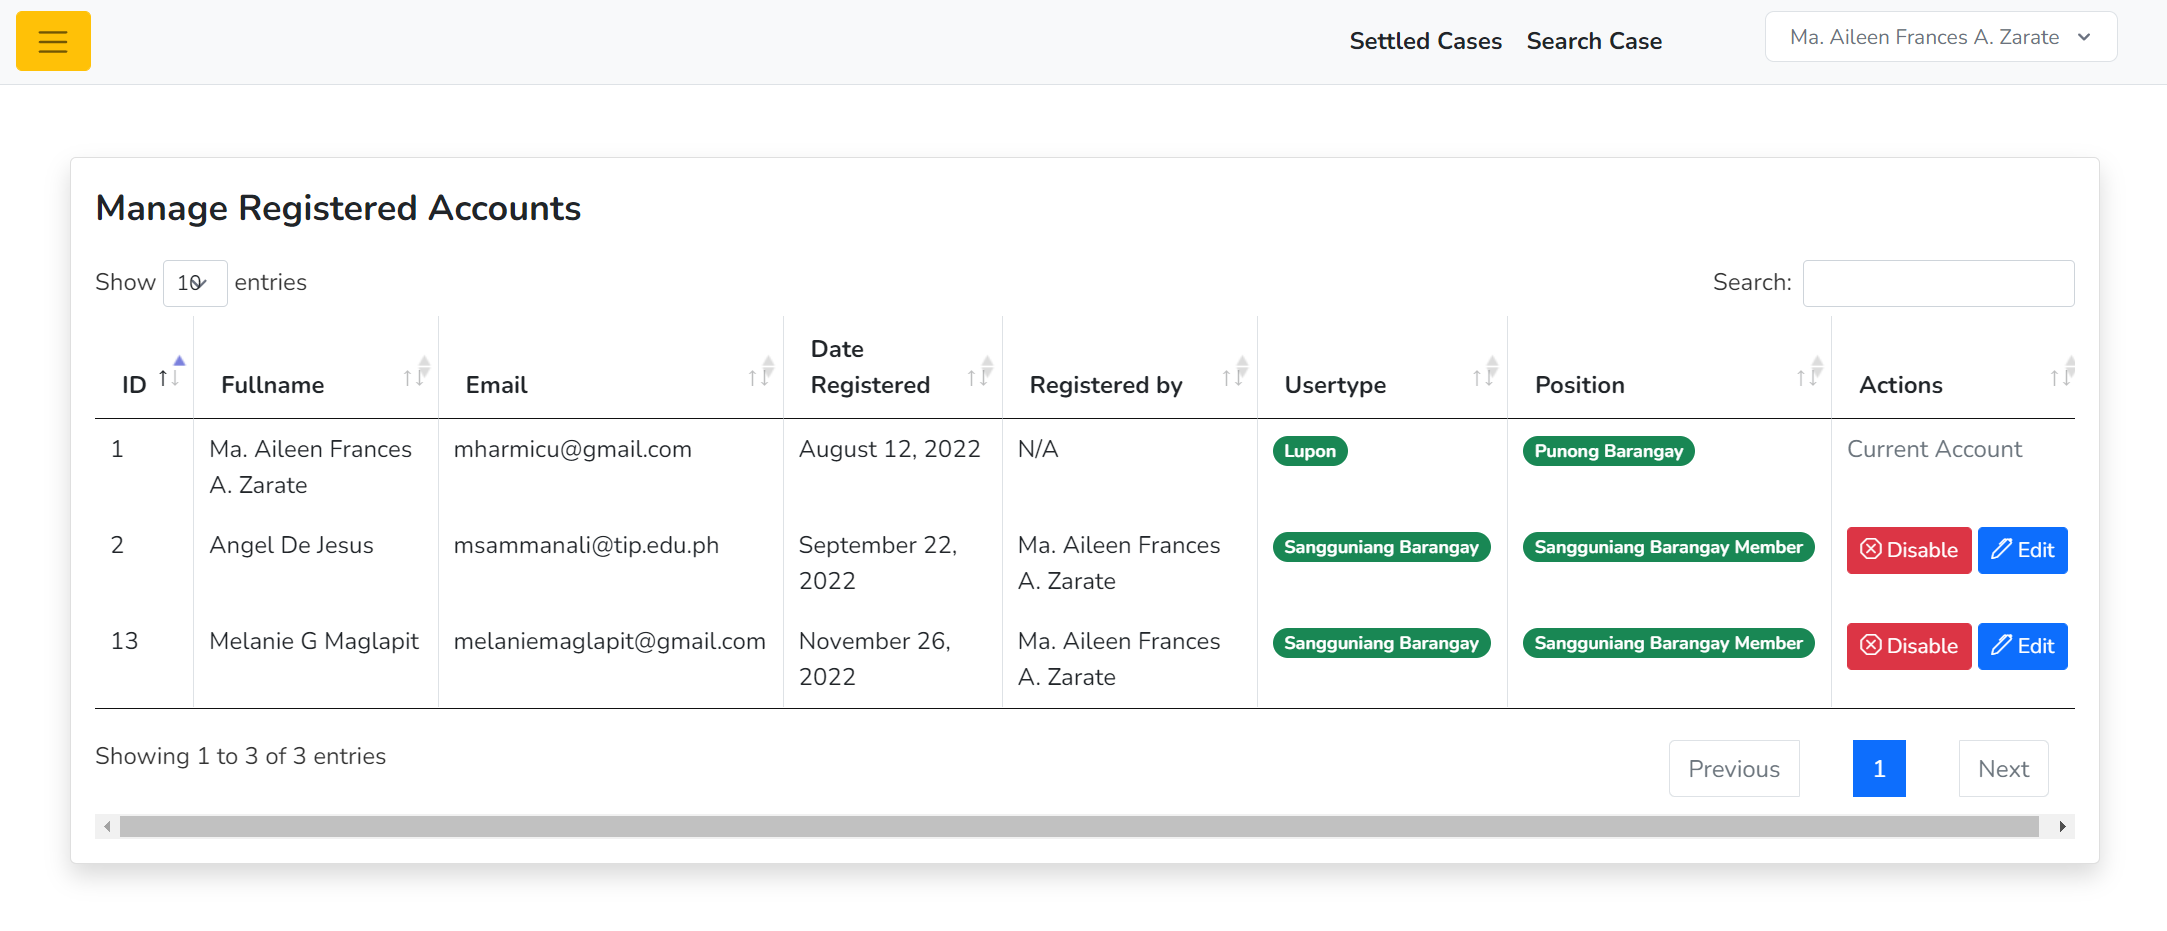 Settled Cases Search Case Ma. Aileen Frances A. Zarate
Manage Registered Accounts
Show 10 entries Search:
ID Fullname Email Date Registered Registered by Usertype Position Actions
1 Ma. Aileen Frances A. Zarate mharmicu@gmail.com August 12, 2022 N/A Lupon Punong Barangay Current Account
2 Angel De Jesus msammanali@tip.edu.ph September 22, 2022 Ma. Aileen Frances A. Zarate Sangguniang Barangay Sangguniang Barangay Member Disable Edit
13 Melanie G Maglapit melaniemaglapit@gmail.com November 26, 2022 Ma. Aileen Frances A. Zarate Sangguniang Barangay Sangguniang Barangay Member Disable Edit
Showing 1 to 3 of 3 entries Previous 1 Next